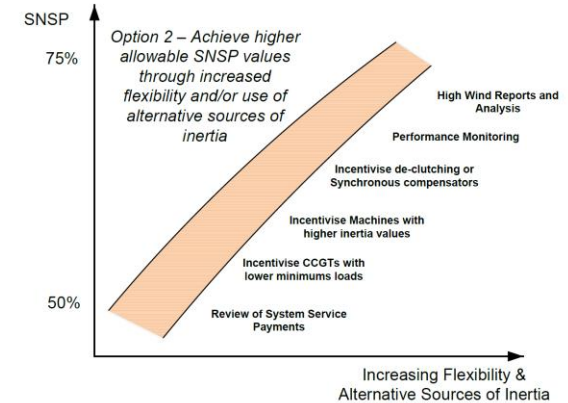 SNSP
75%
Option 2 – Achieve higher
allowable SNSP values
through increased
flexibility and/or use of
alternative sources of
inertia
High Wind Reports and
Analysis
Performance Monitoring
Incentivise de-clutching or
Synchronous compensators
Incentivise Machines with
higher inertia values
Incentivise CCGTs with
lower minimums loads
50%
Review of System Service
Payments
Increasing Flexibility &
Alternative Sources of Inertia